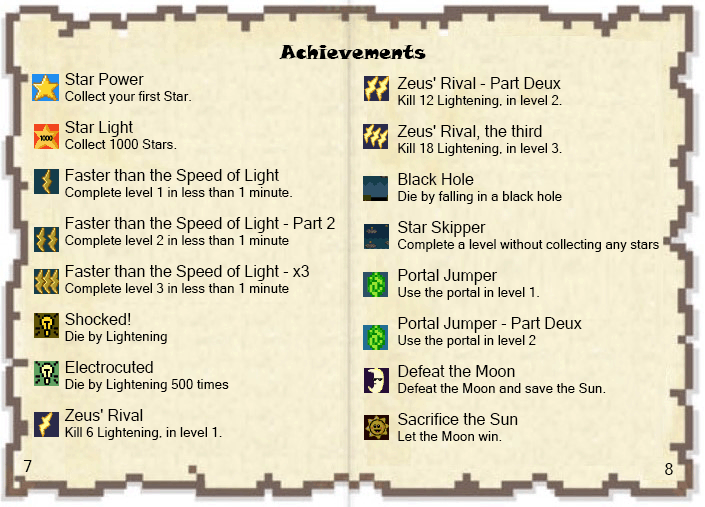 Achievements
Star Power
Collect your first Star.
1000
Star Light
Collect 1000 Stars.
Faster than the Speed of Light
Complete level 1 in less than 1 minute.
Faster than the Speed of Light - Part 2
Complete level 2 in less than 1 minute
Faster than the Speed of Light - x3
Complete level 3 in less than 1 minute
Shocked!
Die by Lightening
Electrocuted
Die by Lightening 500 times
Zeus' Rival
Kill 6 Lightening, in level 1.
7
Zeus' Rival - Part Deux
Kill 12 Lightening, in level 2.
Zeus' Rival, the third
Kill 18 Lightening, in level 3.
Black Hole
Die by falling in a black hole
Star Skipper
Complete a level without collecting any stars
Portal Jumper
Use the portal in level 1.
Portal Jumper - Part Deux
Use the portal in level 2
Defeat the Moon
Defeat the Moon and save the Sun.
Sacrifice the Sun
Let the Moon win.
8